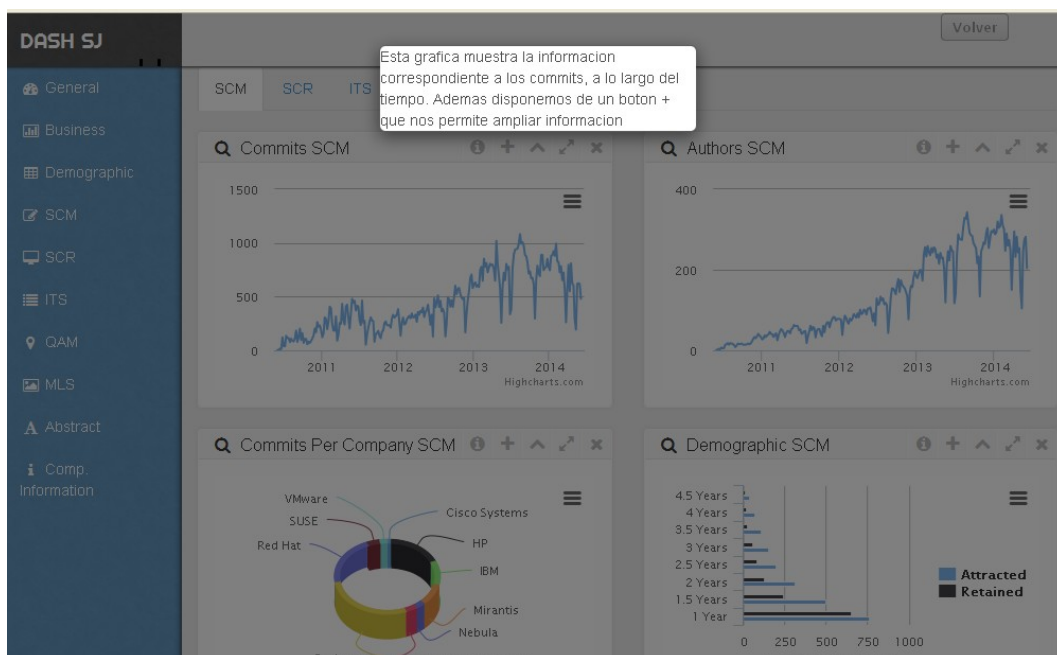 DASH SJ
Volver
Esta grafica muestra la informacion
correspondiente a los commits, a lo largo del
tiempo. Ademas disponemos de un boton +
que nos permite ampliar informacion
General
Business
Demographic
SCM
SCR
ITS
QAM
MLS
Abstract
Comp.
Information
SCM SCR ITS
Commits SCM
1500
1000
500
0
2011 2012 2013 2014
Highcharts.com
Authors SCM
400
200
0
2011 2012 2013 2014
Highcharts.com
Commits Per Company SCM
VMware
SUSE
Red Hat
Cisco Systems
HP
IBM
Mirantis
Nebula
Demographic SCM
4.5 Years
4 Years
3.5 Years
3 Years
2.5 Years
2 Years
1.5 Years
1 Year
0 250 500 750 1000
Attracted
Retained